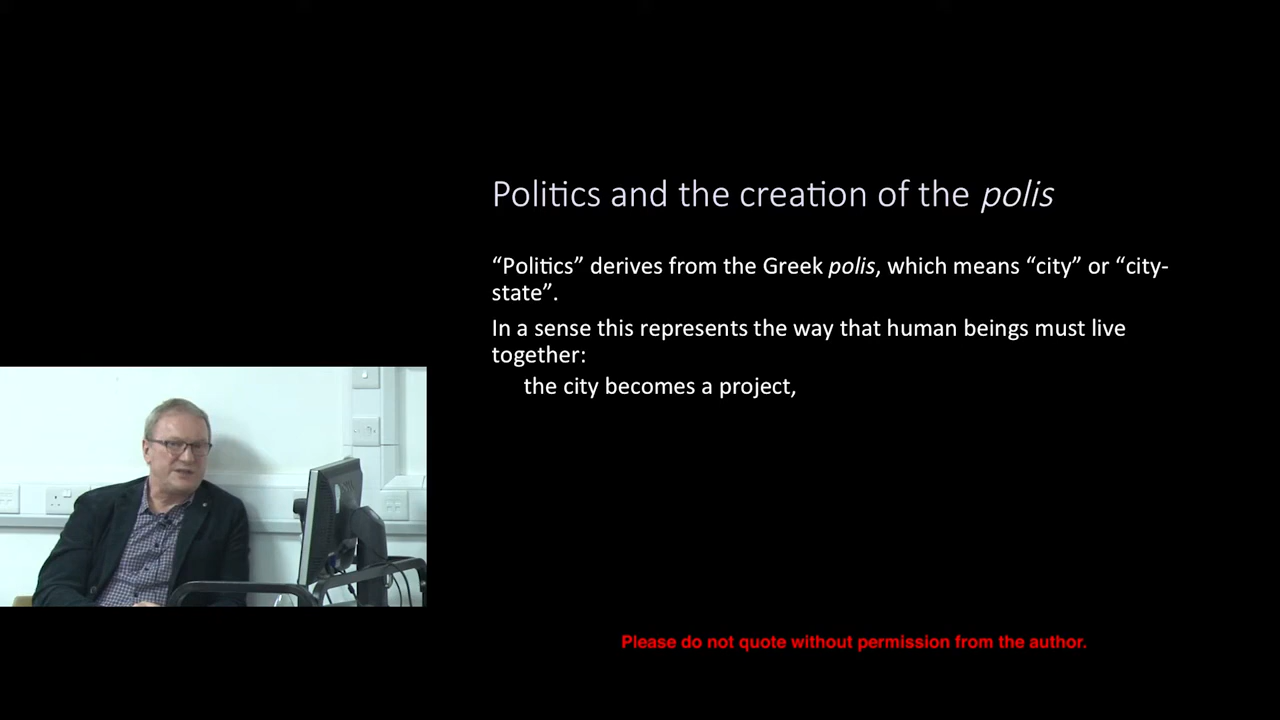 Politics and the creation of the polis
“Politics” derives from the Greek polis, which means “city” or “city-
state”.
In a sense this represents the way that human beings must live
together:
the city becomes a project,
Please do not quote without permission from the author.